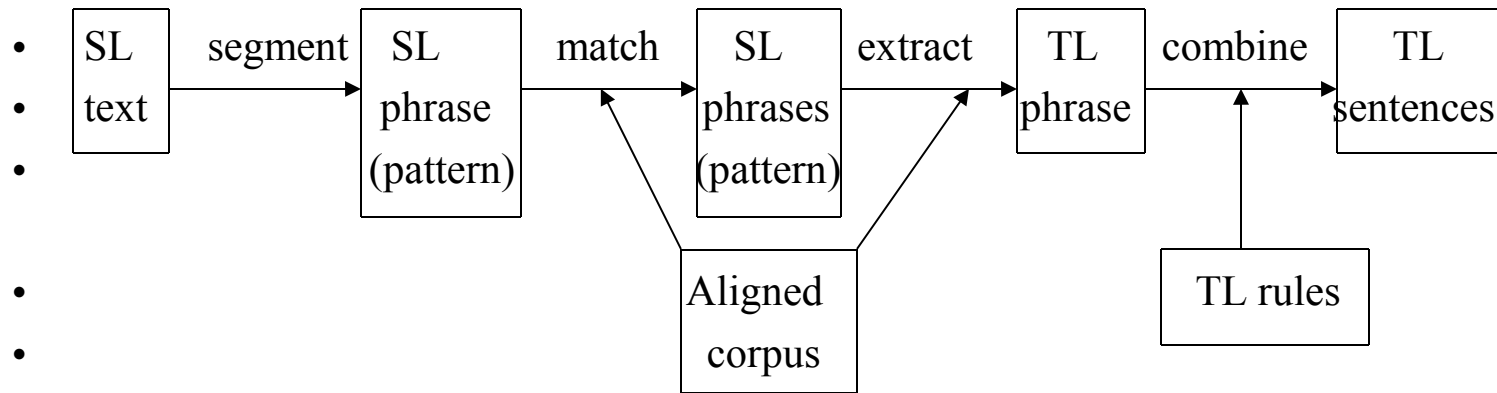 • SL segment SL match SL extract TL combine TL
• text phrase phrases phrase sentences
• (pattern) (pattern)
• Aligned TL rules
• corpus